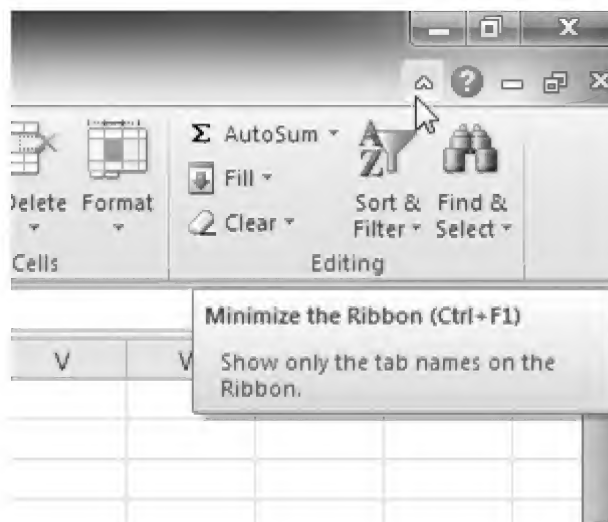 Σ AutoSum
Delete Format
Fill
Clear
Sort & Find &
Filter Select
Cells Editing
Minimize the Ribbon (Ctrl+F1)
V
Show only the tab names on the
Ribbon.